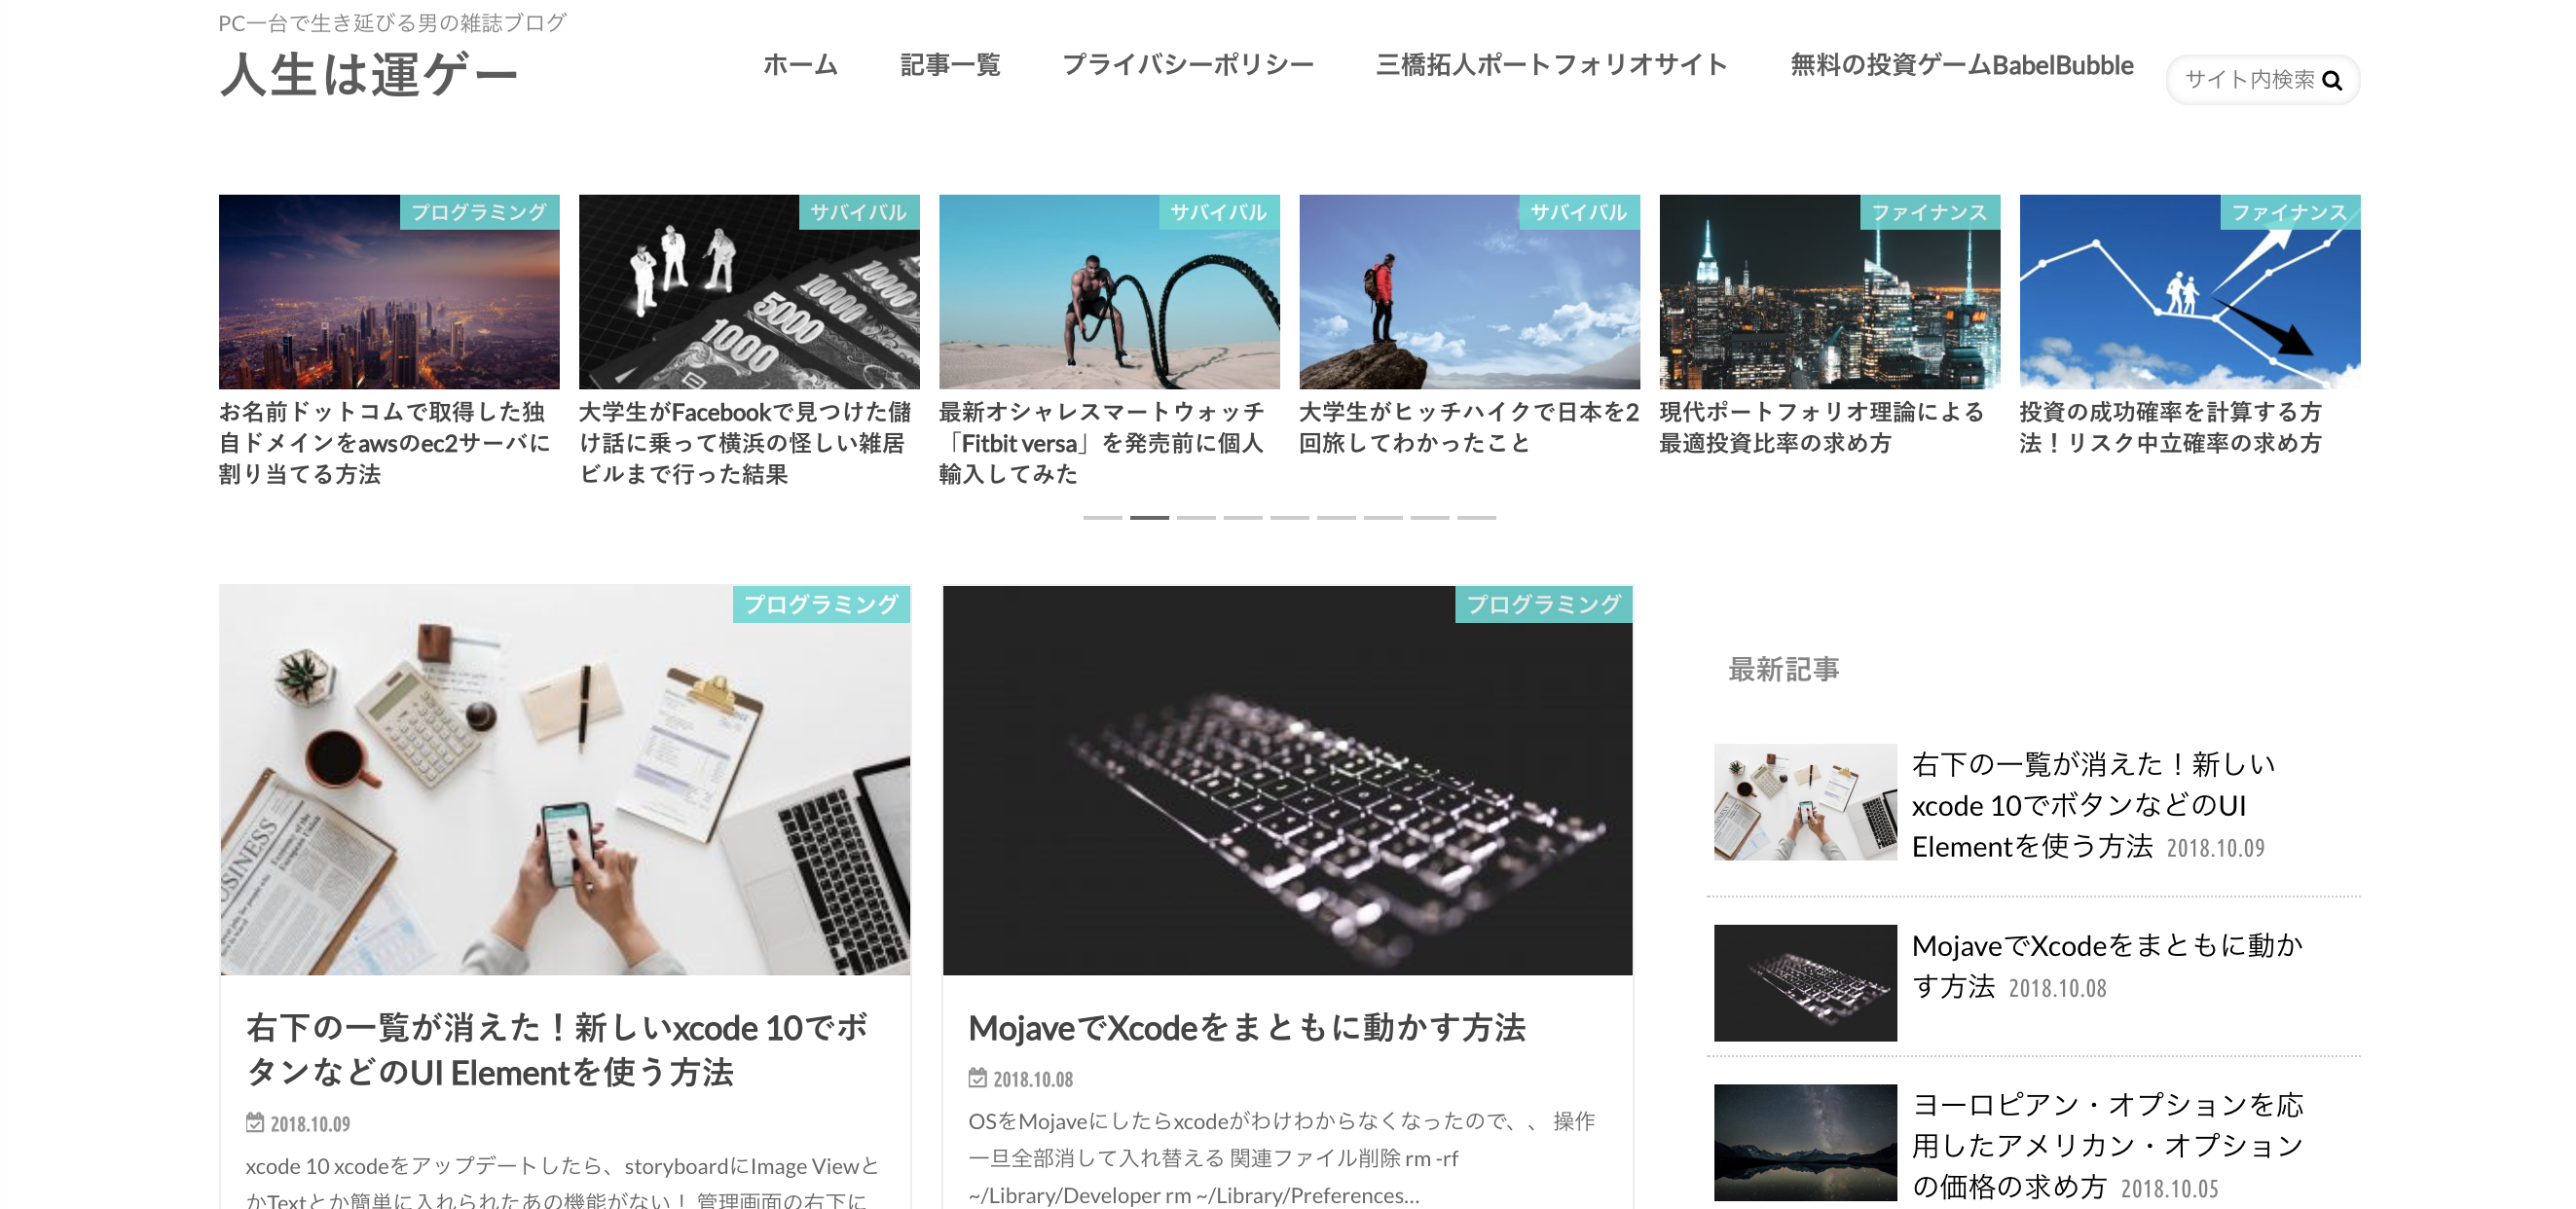 PC一台で生き延びる男の雑誌ブログ
人生は運ゲー
ホーム
記事一覧
プライバシーポリシー
三橋拓人ポートフォリオサイト
無料の投資ゲームBabelBubble
サイト内検索
プログラミング
お名前ドットコムで取得した独
自ドメインをawsのec2サーバに
割り当てる方法
サバイバル
1000
5000
10000
10000
大学生がFacebookで見つけた儲
け話に乗って横浜の怪しい雑居
ビルまで行った結果
サバイバル
最新オシャレスマートウォッチ
「Fitbit versa」を発売前に個人
輸入してみた
サバイバル
大学生がヒッチハイクで日本を2
回旅してわかったこと
ファイナンス
現代ポートフォリオ理論による
最適投資比率の求め方
ファイナンス
投資の成功確率を計算する方
法！リスク中立確率の求め方
プログラミング
右下の一覧が消えた！新しいxcode 10でボ
タンなどのUI Elementを使う方法
2018.10.09
xcode 10 xcodeをアップデートしたら、storyboardにImage Viewと
かTextとか簡単に入れられたあの機能がない！ 管理画面の右下に
プログラミング
MojaveでXcodeをまともに動かす方法
2018.10.08
OSをMojaveにしたらxcodeがわけわからなくなったので、、 操作
一旦全部消して入れ替える 関連ファイル削除 rm -rf
~/Library/Developer rm ~/Library/Preferences...
最新記事
右下の一覧が消えた！新しい
xcode 10でボタンなどのUI
Elementを使う方法 2018.10.09
MojaveでXcodeをまともに動か
す方法 2018.10.08
ヨーロピアン・オプションを応
用したアメリカン・オプション
の価格の求め方 2018.10.05